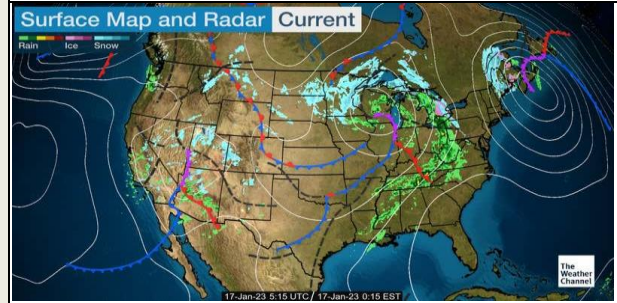 Surface Map and Radar Current
Rain Ice Snow
The
Weather
Channel
17-Jan-23 5:15 UTC / 17-Jan-23 0:15 EST